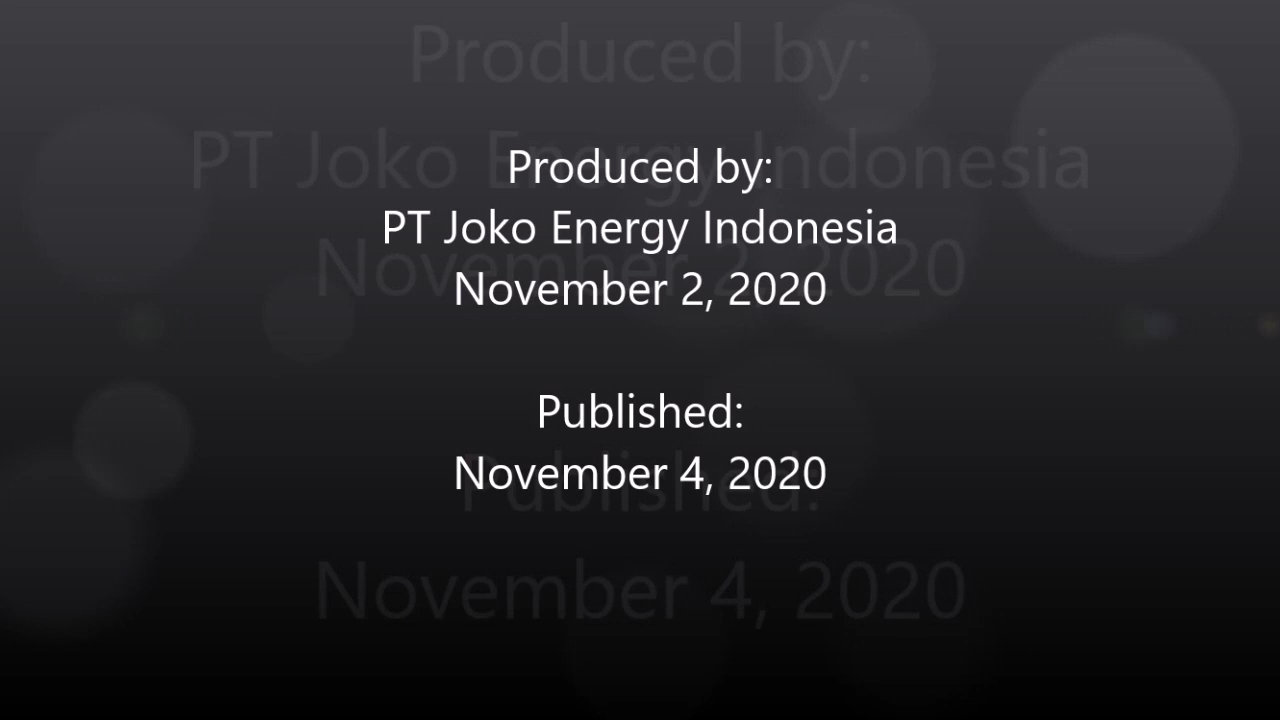 Produced by:
PT Joko Energy Indonesia
November 2, 2020
Published:
November 4, 2020